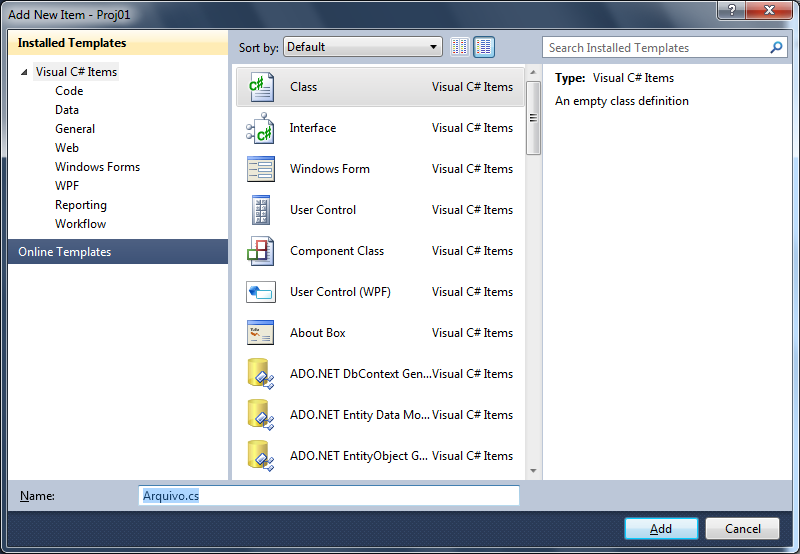 Add New Item - Proj01
Installed Templates
Visual C# Items
Code
Data
General
Web
Windows Forms
WPF
Reporting
Workflow
Online Templates
Sort by: Default
Search Installed Templates
Class Visual C# Items
Interface Visual C# Items
Windows Form Visual C# Items
User Control Visual C# Items
Component Class Visual C# Items
User Control (WPF) Visual C# Items
About Box Visual C# Items
ADO.NET DbContext Gen... Visual C# Items
ADO.NET Entity Data Mo... Visual C# Items
ADO.NET EntityObject G... Visual C# Items
Type: Visual C# Items
An empty class definition
Name: Arquivo.cs
Add
Cancel